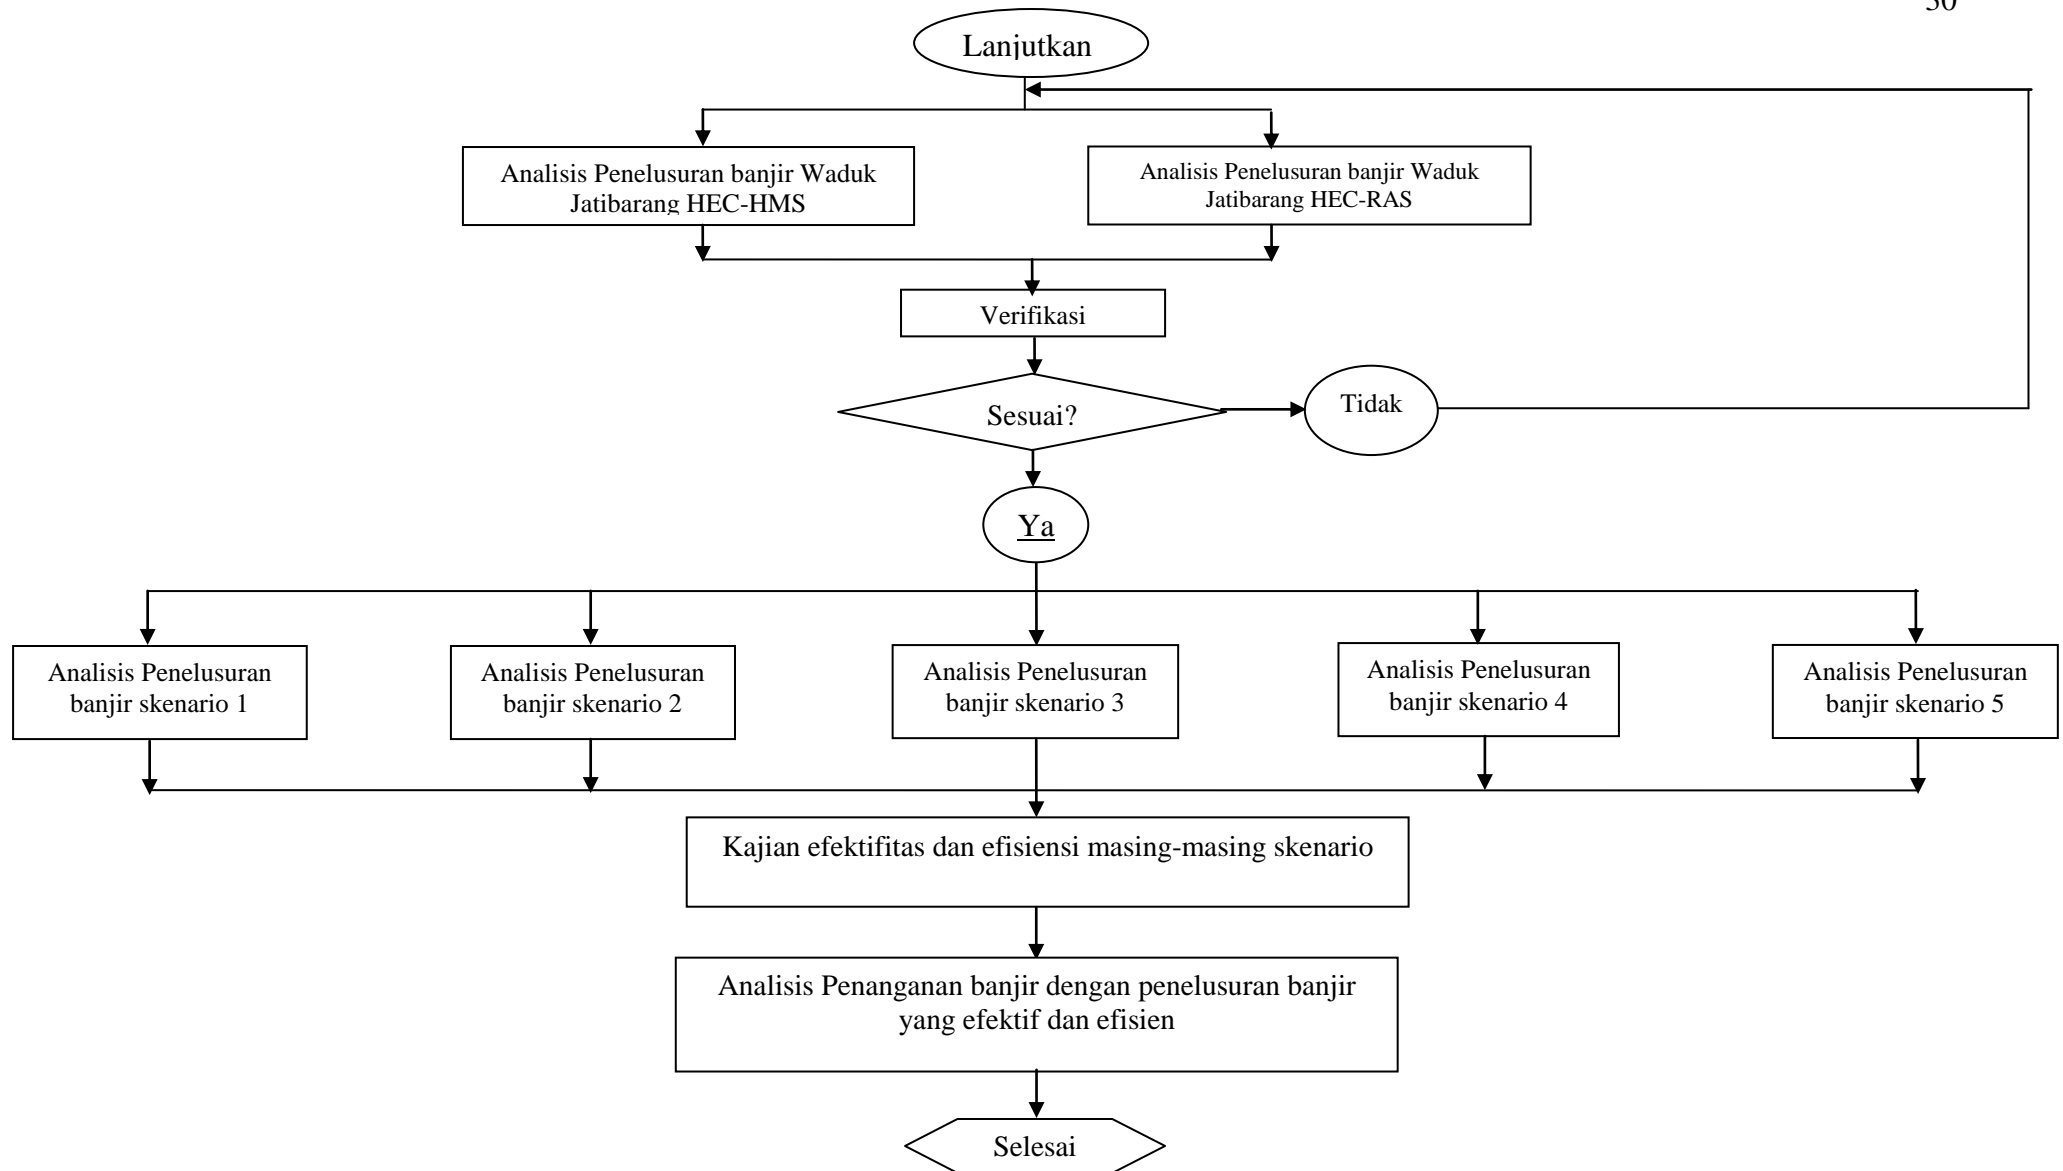 Lanjutkan
Analisis Penelusuran banjir Waduk
Jatibarang HEC-HMS
Analisis Penelusuran banjir Waduk
Jatibarang HEC-RAS
Verifikasi
Sesuai?
Tidak
Ya
Analisis Penelusuran
banjir skenario 1
Analisis Penelusuran
banjir skenario 2
Analisis Penelusuran
banjir skenario 3
Analisis Penelusuran
banjir skenario 4
Analisis Penelusuran
banjir skenario 5
Kajian efektifitas dan efisiensi masing-masing skenario
Analisis Penanganan banjir dengan penelusuran banjir
yang efektif dan efisien
Selesai